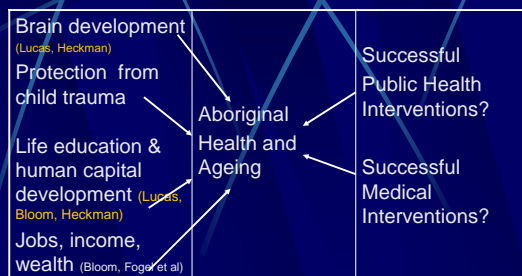 Brain development
(Lucas, Heckman)
Protection from
child trauma
Life education &
human capital
development (Lucas,
Bloom, Heckman)
Jobs, income,
wealth (Bloom, Fogel et al)
Aboriginal
Health and
Ageing
Successful
Public Health
Interventions?
Successful
Medical
Interventions?